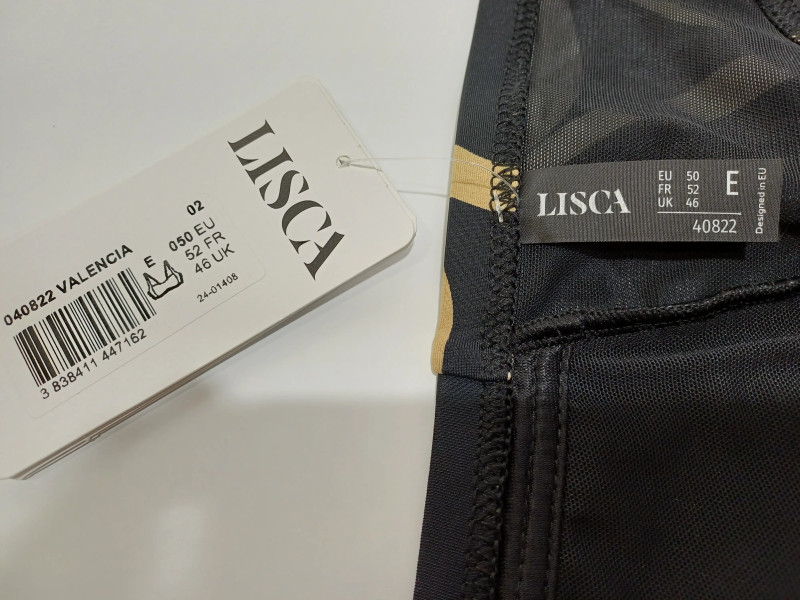 LISCA
02
040822 VALENCIA
E 050 EU
52 FR
46 UK
24-01408
3 838411 447162
LISCA
EU 50
FR 52
UK 46
E
40822
Designed in EU